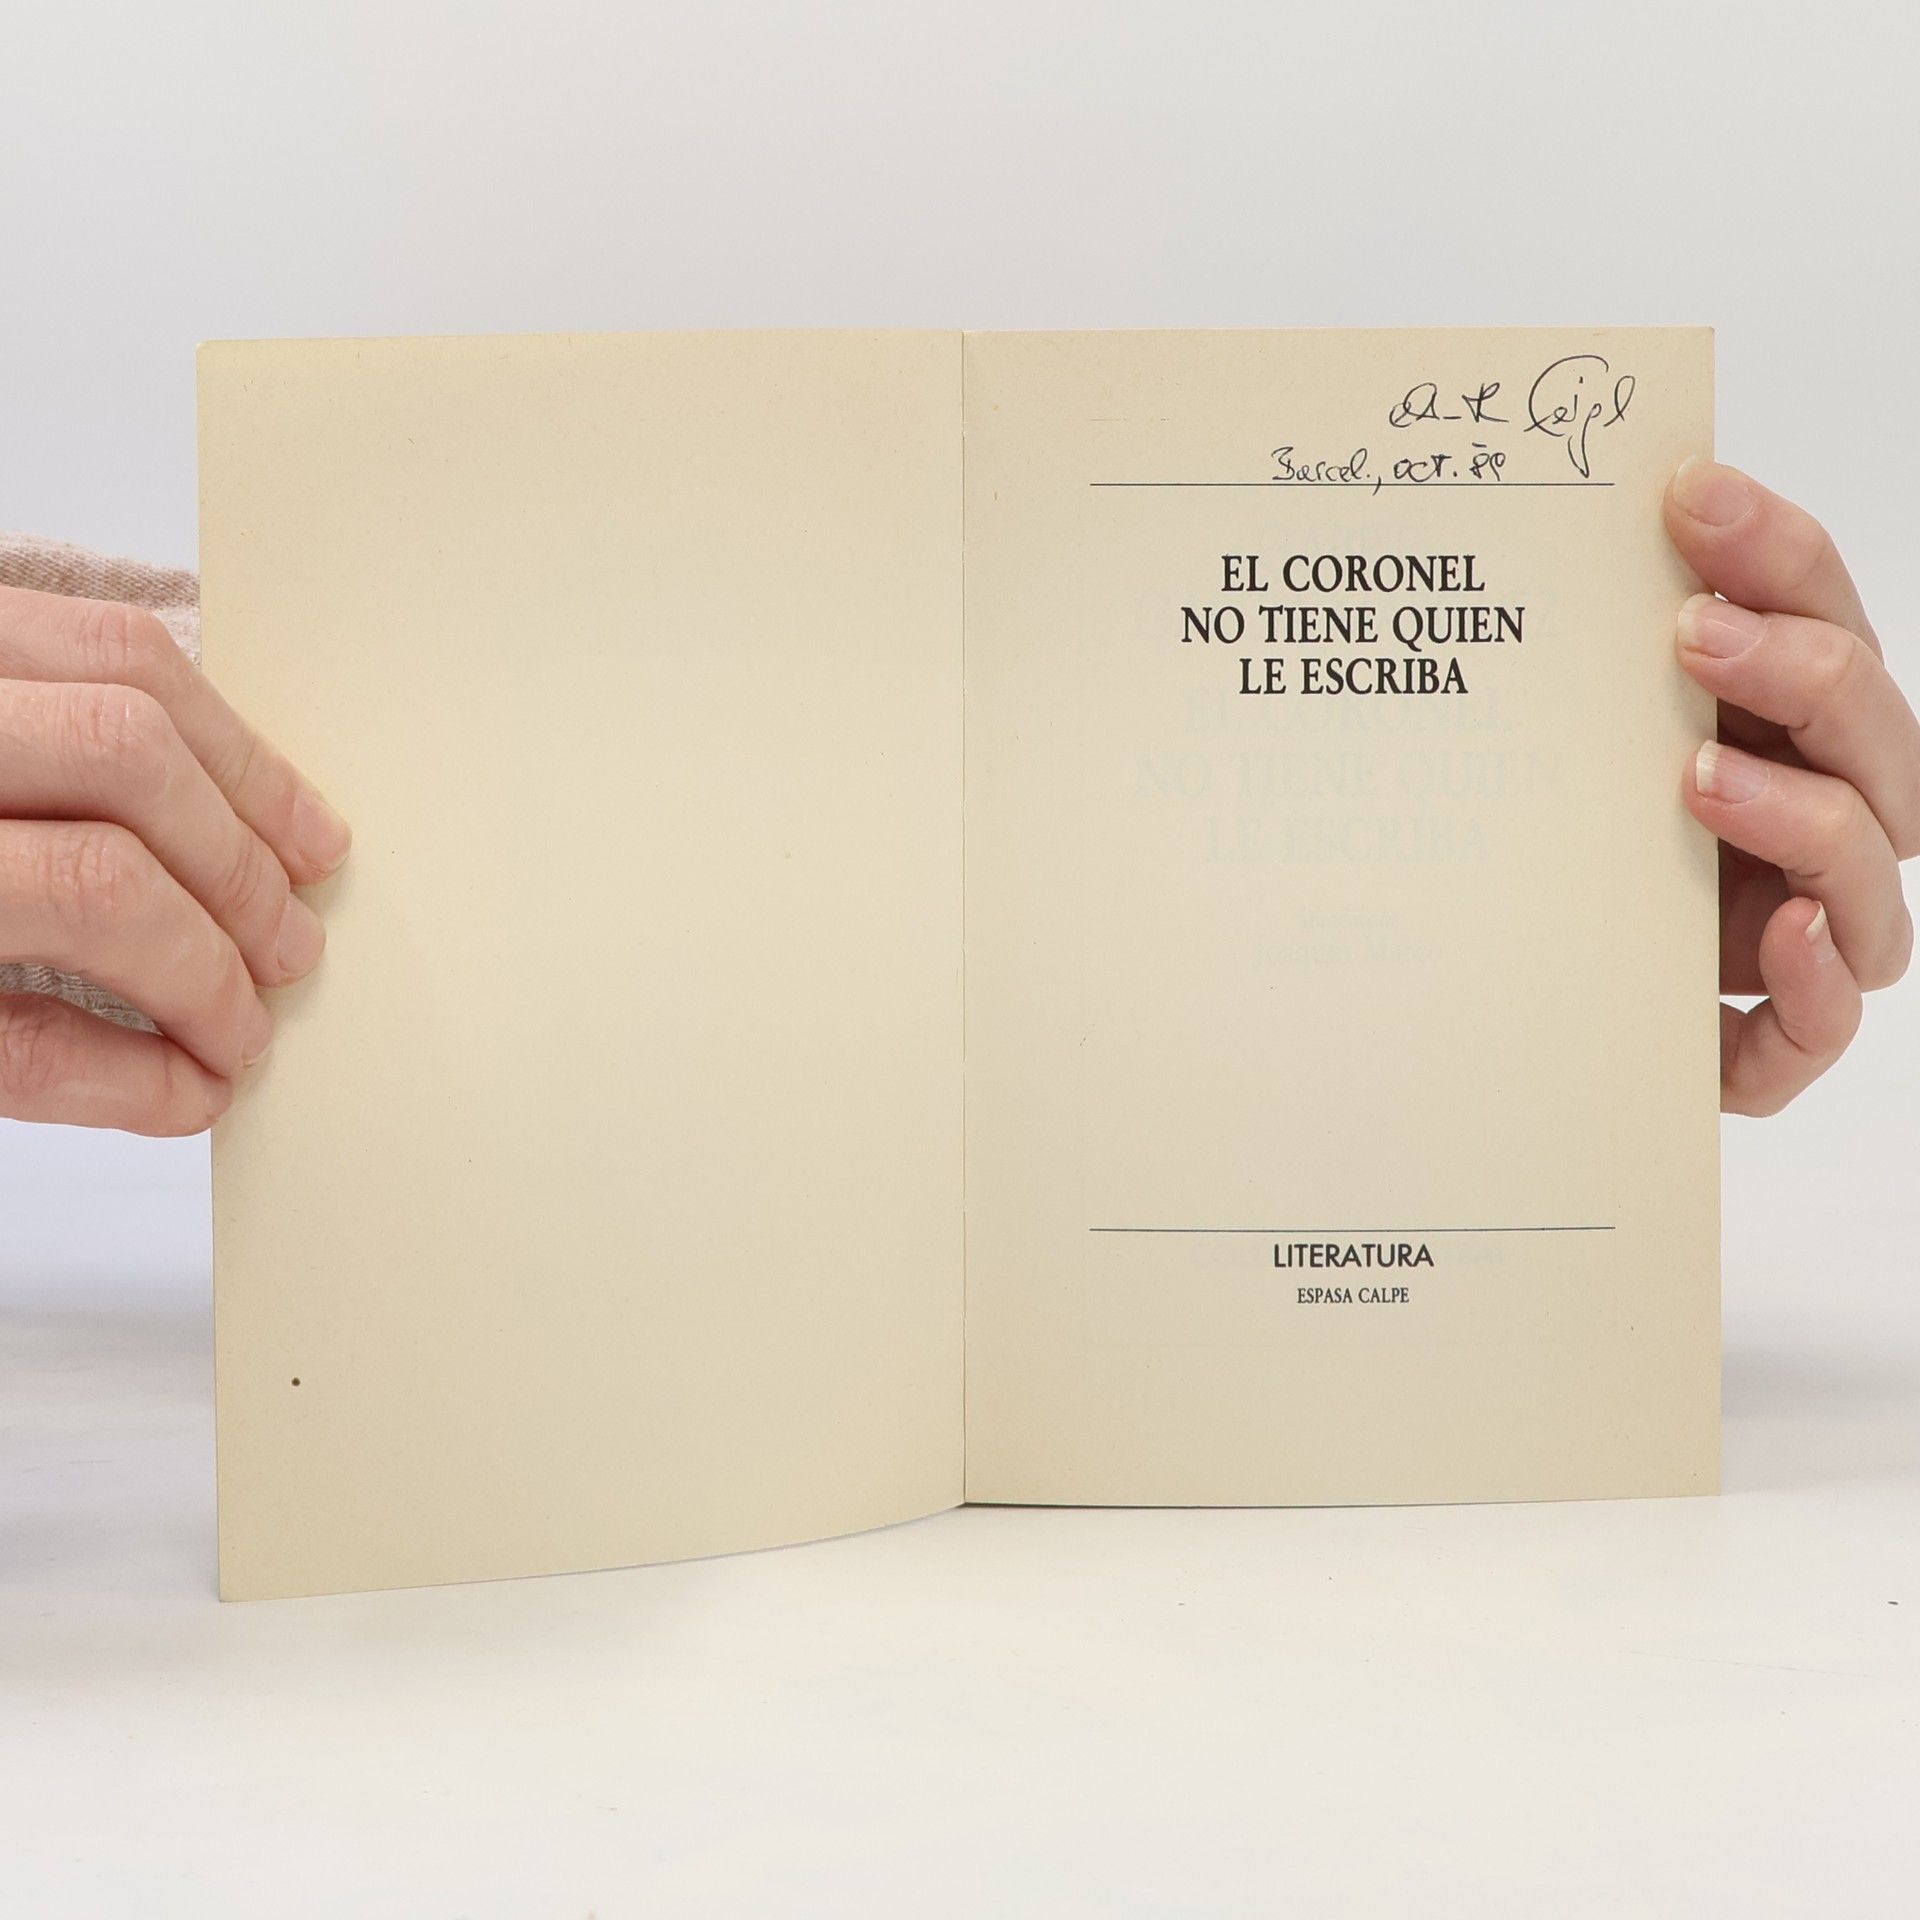 Barcel., oct. 89
EL CORONEL
NO TIENE QUIEN
LE ESCRIBA
LITERATURA
ESPASA CALPE